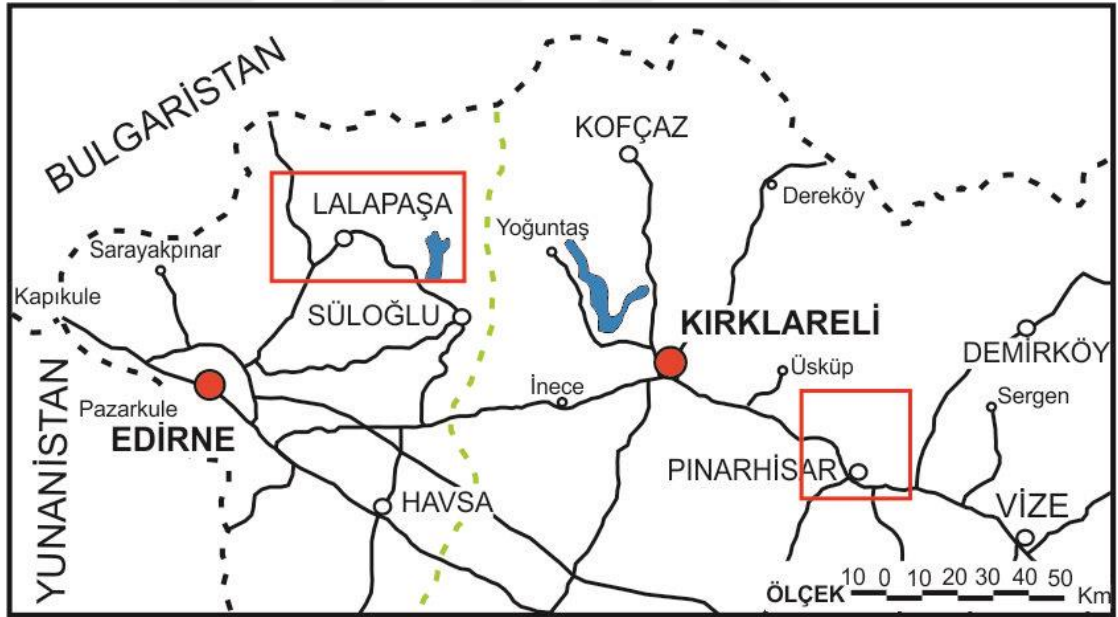 BULGARİSTAN
KOFÇAZ
LALAPAŞA
Dereköy
Yoğuntaş
Sarayakpınar
Kapıkule
SÜLOĞLU
KIRKLARELİ
DEMİRKÖY
Üsküp
İnece
Sergen
Pazarkule
EDİRNE
YUNANİSTAN
PINARHİSAR
HAVSA
VİZE
10 0 10 20 30 40 50
ÖLÇEK Km